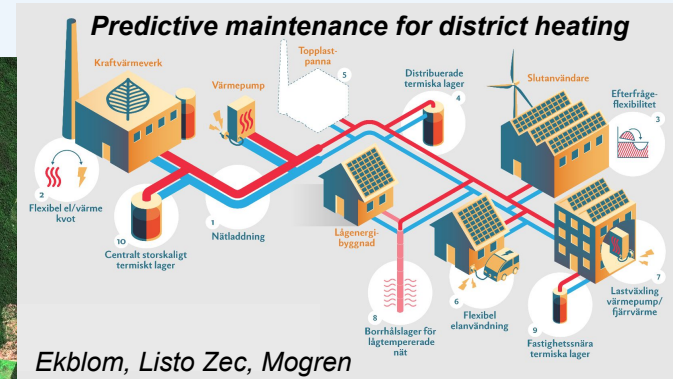 Predictive maintenance for district heating
Kraftvärmeverk
Värmepump
Topplast-
panna
5
Distribuerade
termiska lager
4
Slutanvändare
Efterfråge-
flexibilitet
3
2
Flexibel el/värme
kvot
10
Centralt storskaligt
termiskt lager
1
Nätladdning
Lågenergi-
byggnad
8
Borrhålslager för
lågtempererade
nät
6
Flexibel
elanvändning
7
Lastväxling
värmepump/
fjärrvärme
9
Fastighetssnära
termiska lager
Ekblom, Listo Zec, Mogren